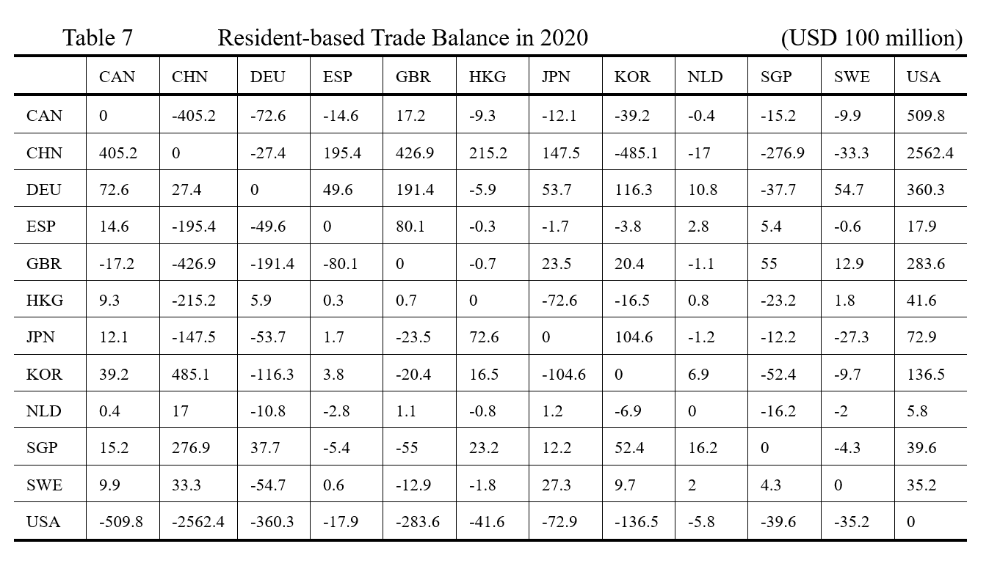 Table 7 Resident-based Trade Balance in 2020 (USD 100 million)
CAN CHN DEU ESP GBR HKG JPN KOR NLD SGP SWE USA
CAN 0 -405.2 -72.6 -14.6 17.2 -9.3 -12.1 -39.2 -0.4 -15.2 -9.9 509.8
CHN 405.2 0 -27.4 195.4 426.9 215.2 147.5 -485.1 -17 -276.9 -33.3 2562.4
DEU 72.6 27.4 0 49.6 191.4 -5.9 53.7 116.3 10.8 -37.7 54.7 360.3
ESP 14.6 -195.4 -49.6 0 80.1 -0.3 -1.7 -3.8 2.8 5.4 -0.6 17.9
GBR -17.2 -426.9 -191.4 -80.1 0 -0.7 23.5 20.4 -1.1 55 12.9 283.6
HKG 9.3 -215.2 5.9 0.3 0.7 0 -72.6 -16.5 0.8 -23.2 1.8 41.6
JPN 12.1 -147.5 -53.7 1.7 -23.5 72.6 0 104.6 -1.2 -12.2 -27.3 72.9
KOR 39.2 485.1 -116.3 3.8 -20.4 16.5 -104.6 0 6.9 -52.4 -9.7 136.5
NLD 0.4 17 -10.8 -2.8 1.1 -0.8 1.2 -6.9 0 -16.2 -2 5.8
SGP 15.2 276.9 37.7 -5.4 -55 23.2 12.2 52.4 16.2 0 -4.3 39.6
SWE 9.9 33.3 -54.7 0.6 -12.9 -1.8 27.3 9.7 2 4.3 0 35.2
USA -509.8 -2562.4 -360.3 -17.9 -283.6 -41.6 -72.9 -136.5 -5.8 -39.6 -35.2 0